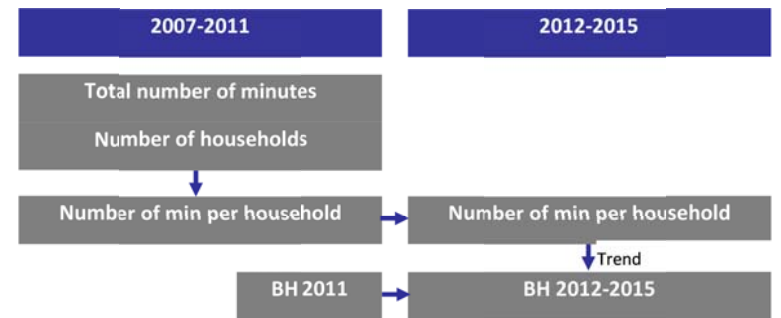 2007-2011
2012-2015
Total number of minutes
Number of households
Number of min per household
Number of min per household
Trend
BH 2011
BH 2012-2015